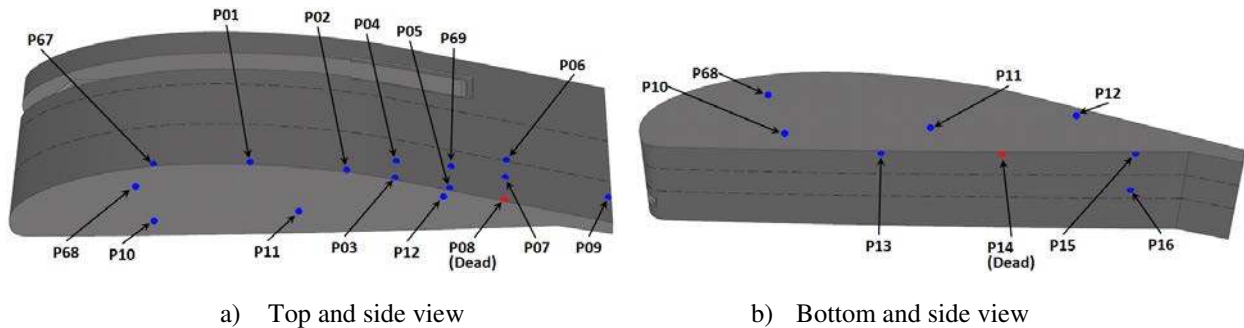 P01 P02 P04 P05 P69
P67 P06
P68 P10 P11 P03 P12 P08 P07 P09
(Dead)
P68 P11
P10 P12
P13 P14 P15 P16
(Dead)
a) Top and side view b) Bottom and side view